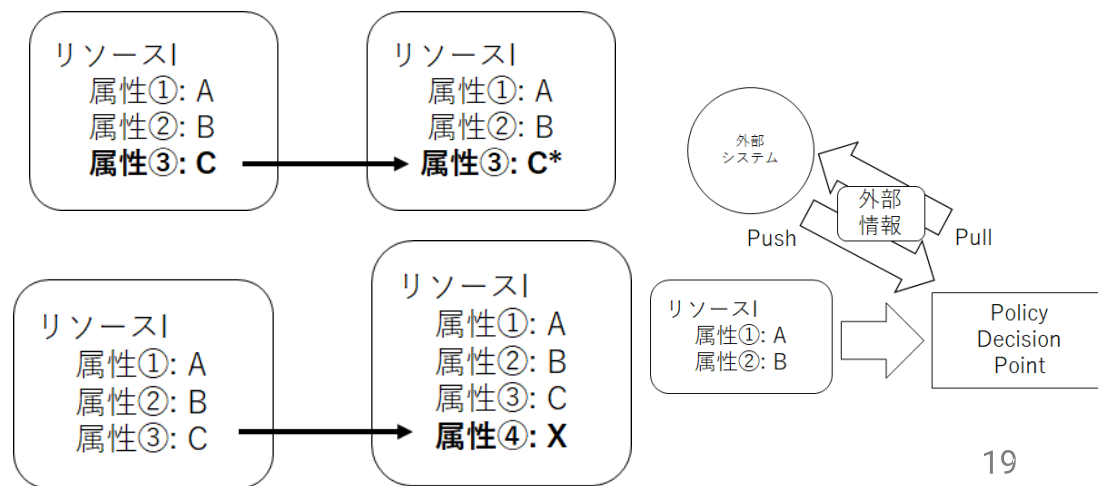 リソースI
属性①: A
属性②: B
属性③: C
リソースI
属性①: A
属性②: B
属性③: C*
リソースI
属性①: A
属性②: B
属性③: C
リソースI
属性①: A
属性②: B
属性③: C
属性④: X
外部
システム
外部
情報
Push
Pull
リソースI
属性①: A
属性②: B
Policy
Decision
Point
19